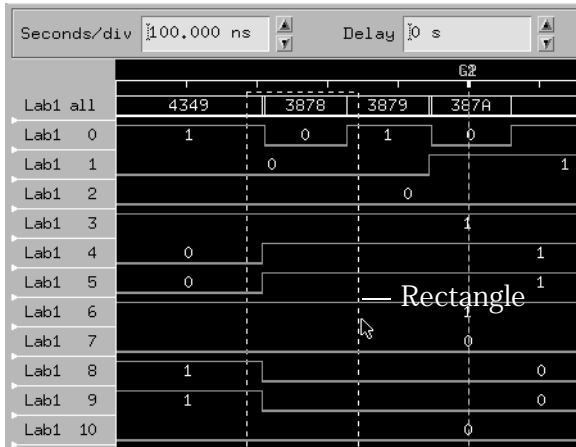 Seconds/div 100.000 ns Delay 0 s
G2
Lab1 all 4349 3878 3879 387A
Lab1 0 1 0 1 0
Lab1 1 0 1
Lab1 2 0
Lab1 3 1
Lab1 4 0 1
Lab1 5 0 1
Rectangle
Lab1 6 1
Lab1 7 0
Lab1 8 1 0
Lab1 9 1 0
Lab1 10 0